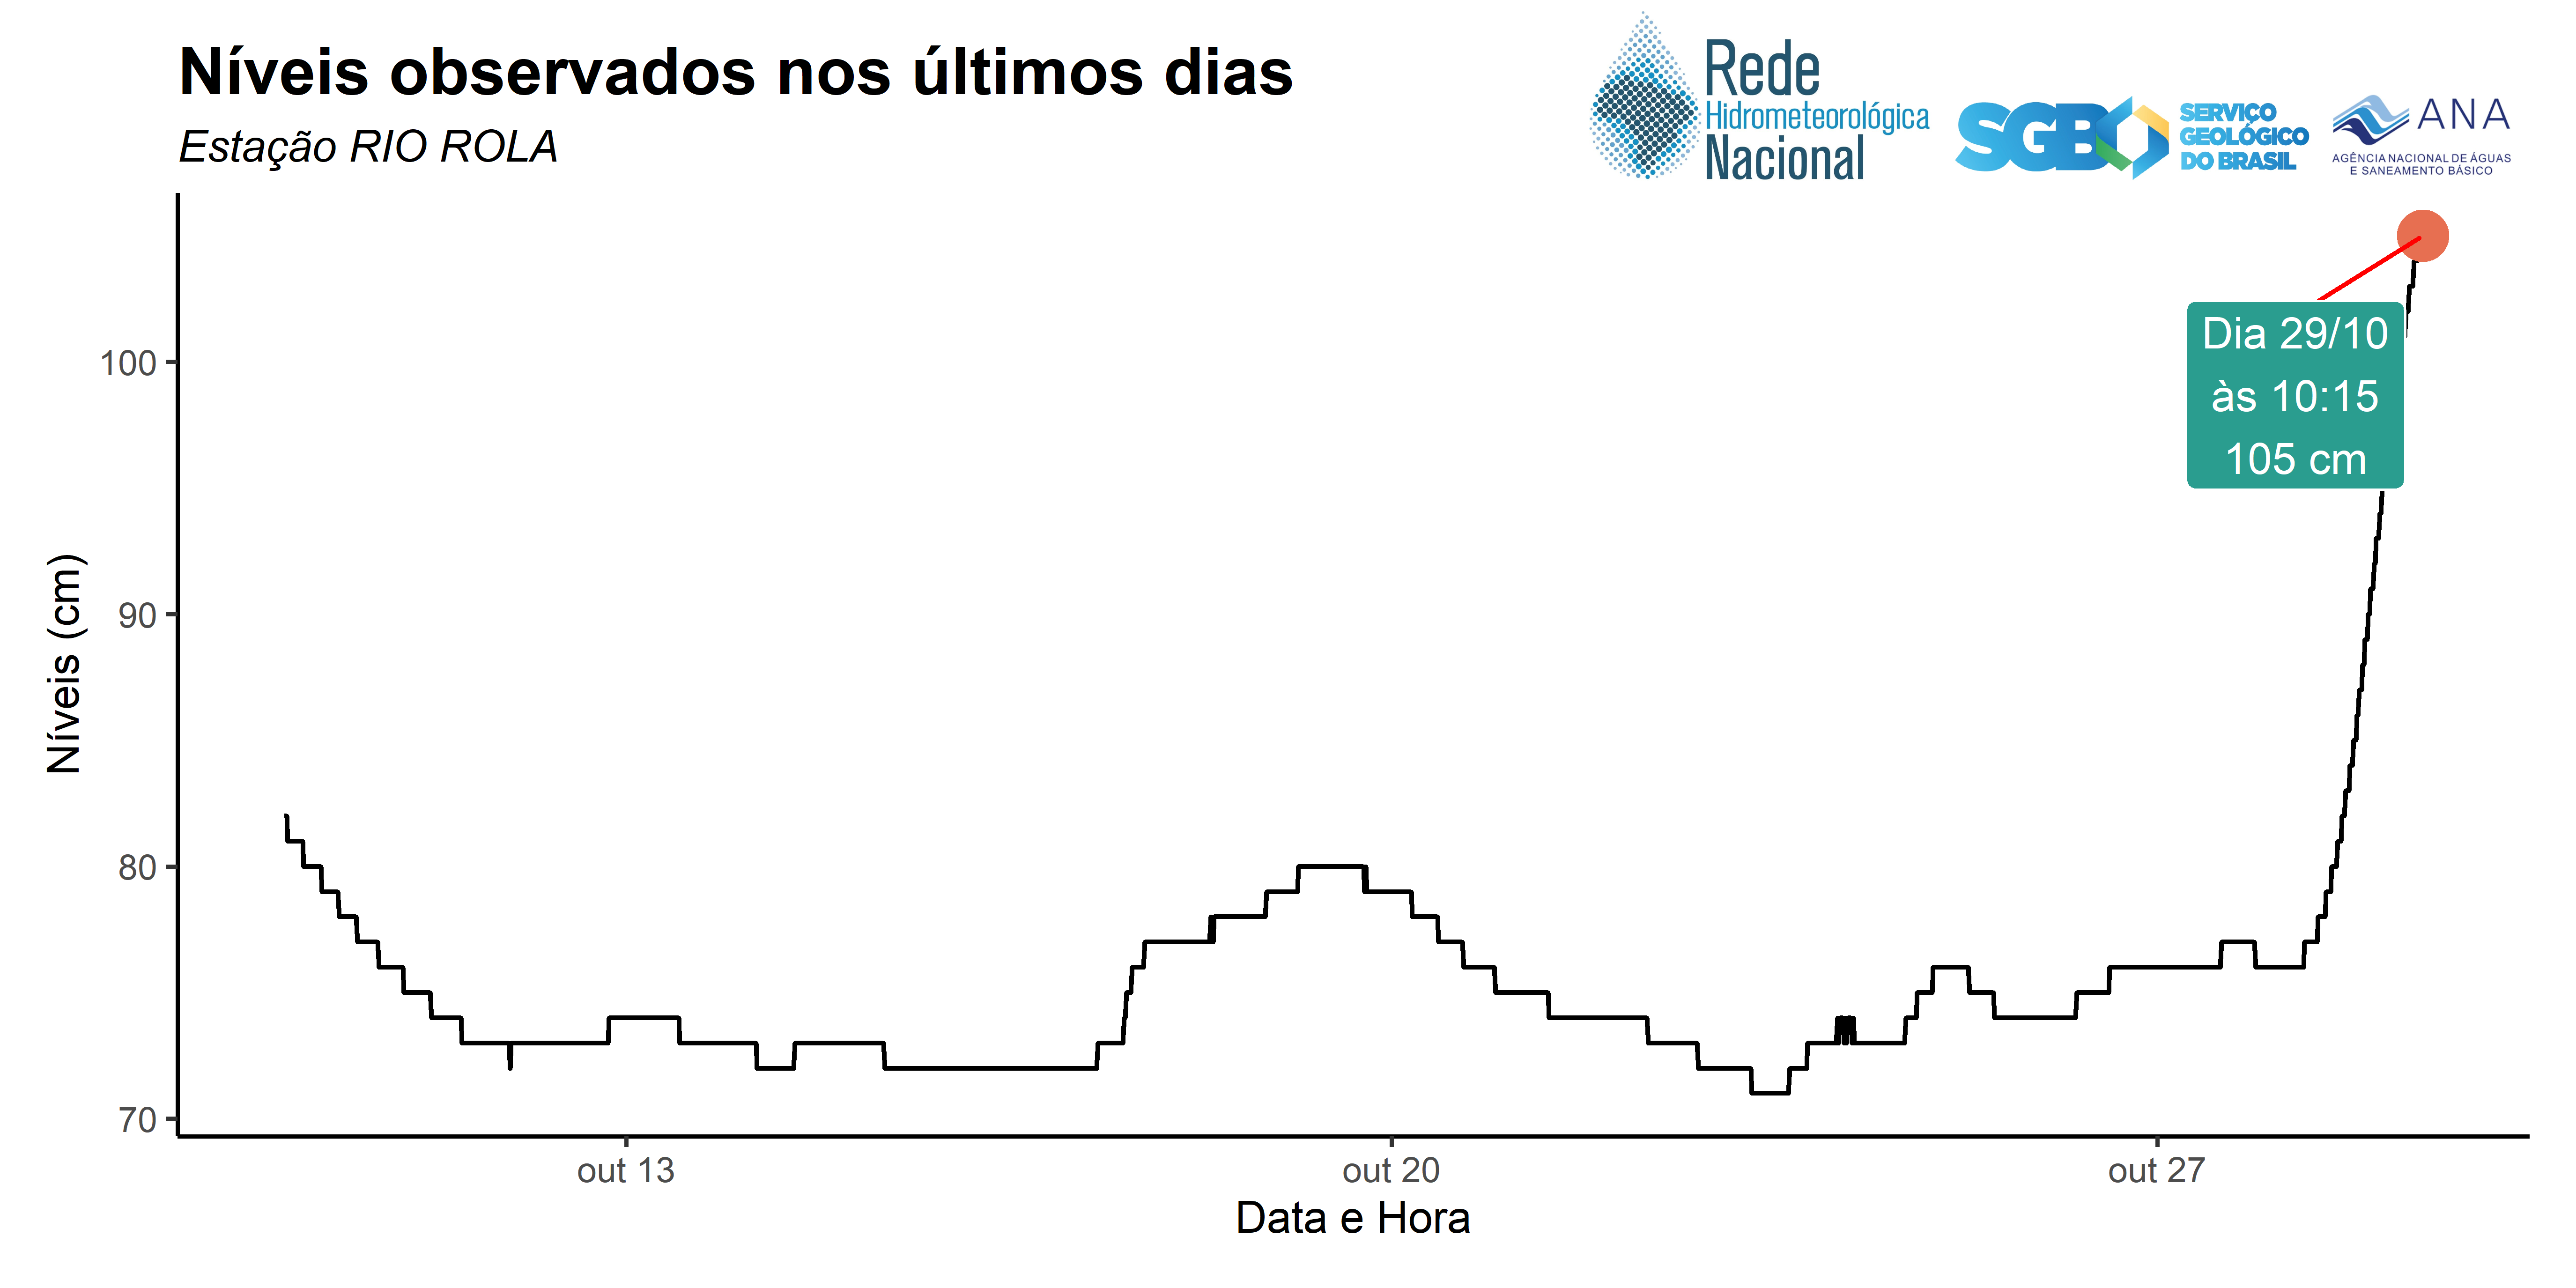 Níveis observados nos últimos dias
Estação RIO ROLA
Rede
Hidrometeorológica
Nacional
SGB
SERVIÇO
GEOLÓGICO
DO BRASIL
ANA
AGÊNCIA NACIONAL DE ÁGUAS
E SANEAMENTO BÁSICO
Dia 29/10
às 10:15
105 cm
Níveis (cm)
100
90
80
70
out 13
out 20
out 27
Data e Hora